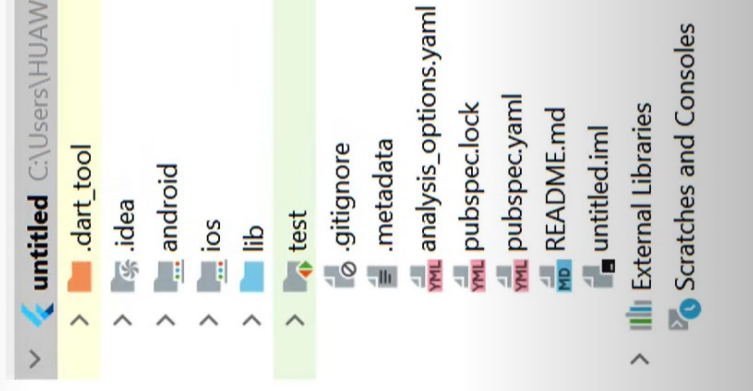 untitled C:\Users\HUAW
.dart_tool
.idea
android
ios
lib
test
.gitignore
.metadata
analysis_options.yaml
pubspec.lock
pubspec.yaml
README.md
untitled.iml
External Libraries
Scratches and Consoles